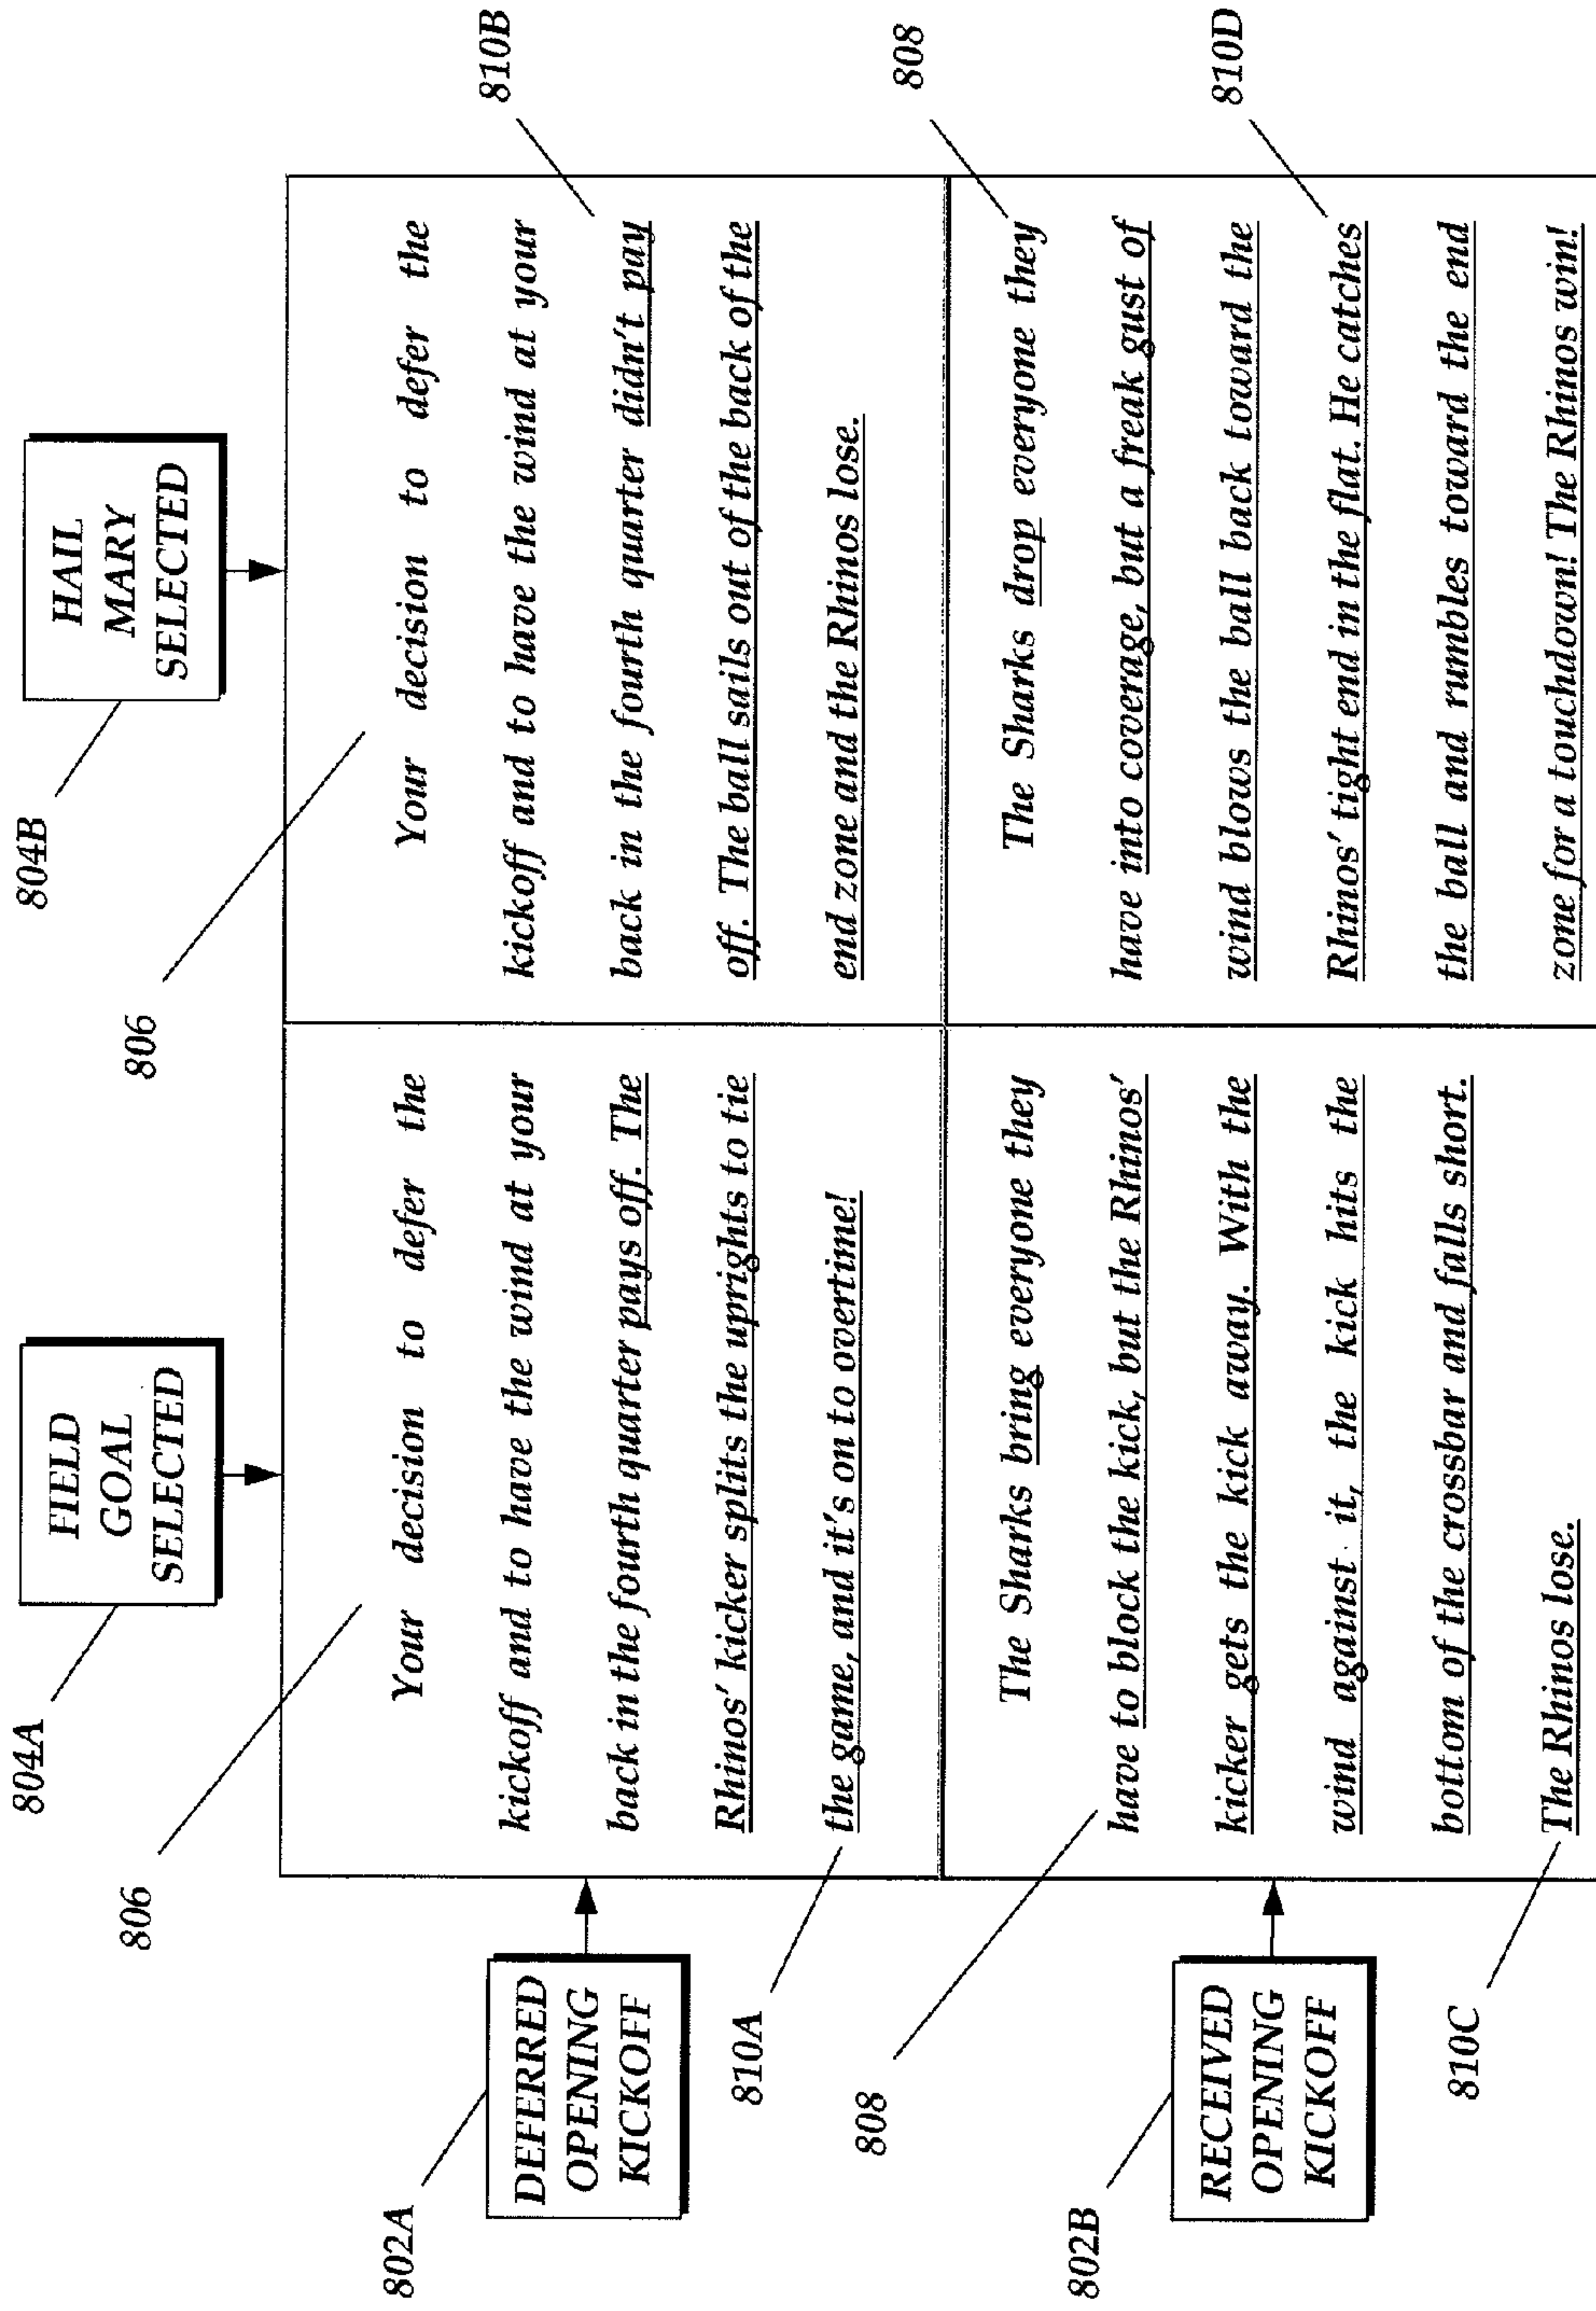 804A
FIELD
GOAL
SELECTED
804B
HAIL
MARY
SELECTED
806
806
802A
DEFERRED
OPENING
KICKOFF
Your decision to defer the
kickoff and to have the wind at your
back in the fourth quarter pays off. The
Rhinos' kicker splits the uprights to tie
the game, and it's on to overtime!
810A
Your decision to defer the
kickoff and to have the wind at your
back in the fourth quarter didn't pay
off. The ball sails out of the back of the
end zone and the Rhinos lose.
810B
808
802B
RECEIVED
OPENING
KICKOFF
The Sharks bring everyone they
have to block the kick, but the Rhinos'
kicker gets the kick away. With the
wind against it, the kick hits the
bottom of the crossbar and falls short.
The Rhinos lose.
810C
The Sharks drop everyone they
have into coverage, but a freak gust of
wind blows the ball back toward the
Rhinos' tight end in the flat. He catches
the ball and rumbles toward the end
zone for a touchdown! The Rhinos win!
808
810D